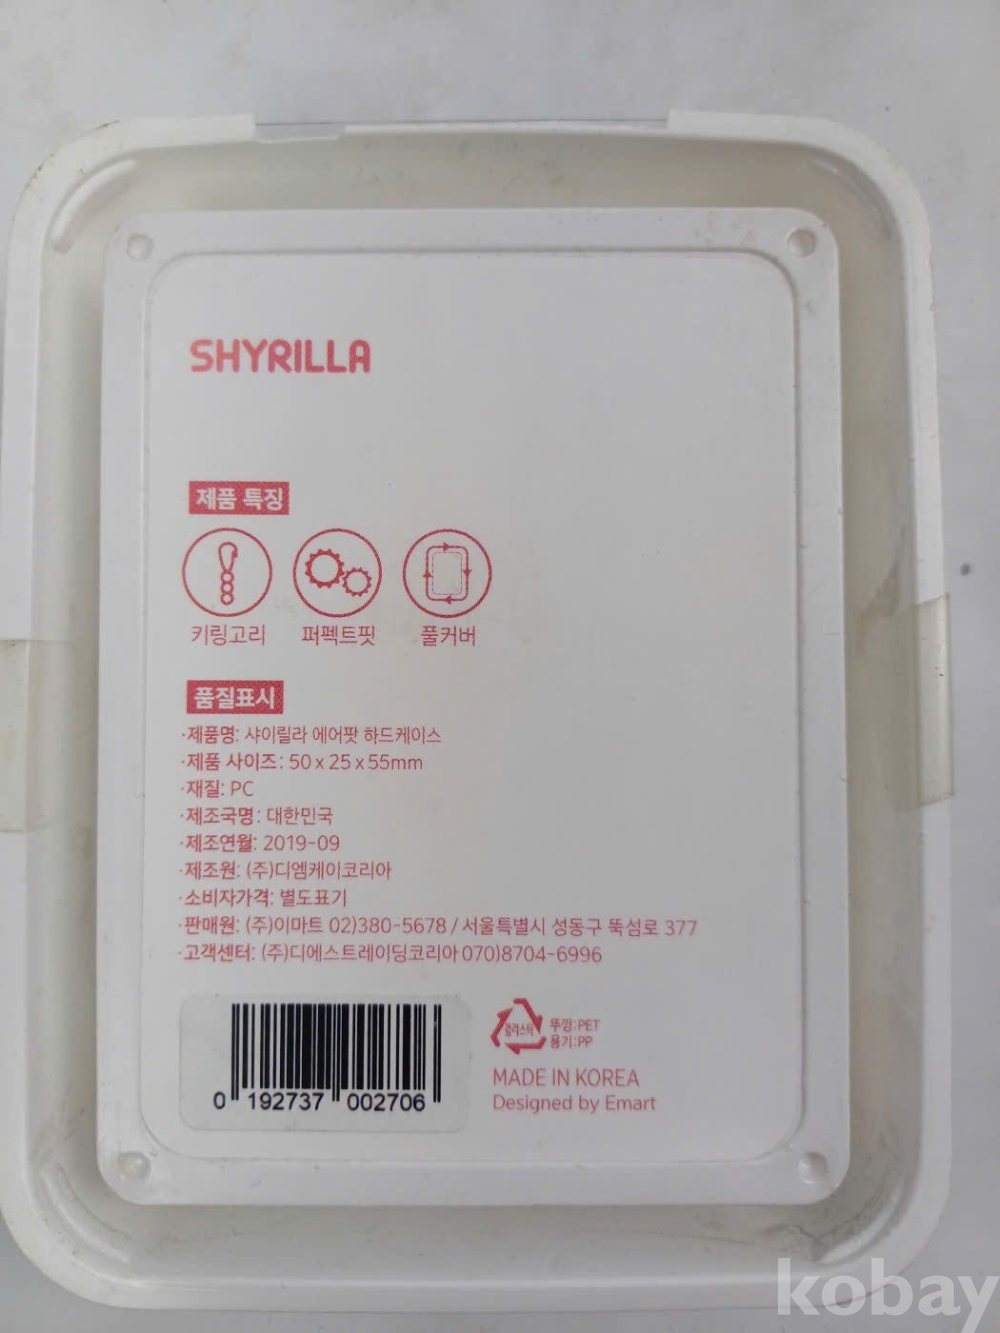 SHYRILLA
제품 특징
키링고리 퍼펙트핏 풀커버
품질표시
·제품명: 샤이릴라 에어팟 하드케이스
·제품 사이즈: 50 x 25 x 55mm
·재질: PC
·제조국명: 대한민국
·제조연월: 2019-09
·제조원: (주)디엠케이코리아
·소비자가격: 별도표기
·판매원: (주)이마트 02)380-5678 / 서울특별시 성동구 뚝섬로 377
·고객센터: (주)디에스트레이딩코리아 070)8704-6996
0 192737 002706
플라스틱
뚜껑:PET
용기:PP
MADE IN KOREA
Designed by Emart
kobay